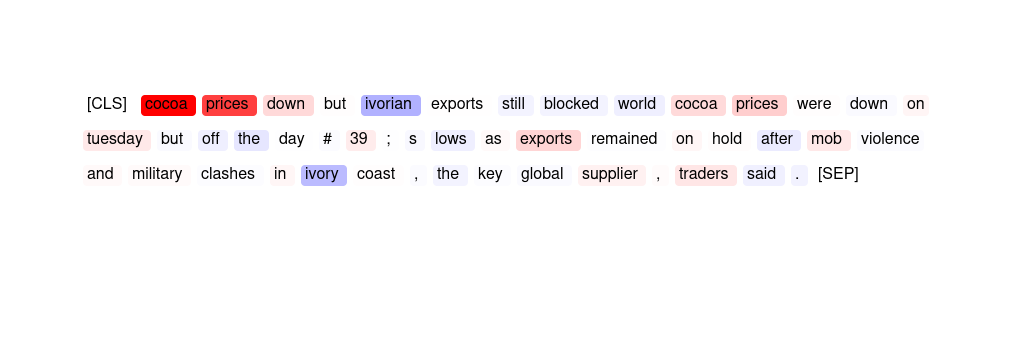 [CLS] cocoa prices down but ivorian exports still blocked world cocoa prices were down on
tuesday but off the day # 39 ; s lows as exports remained on hold after mob violence
and military clashes in ivory coast , the key global supplier , traders said . [SEP]